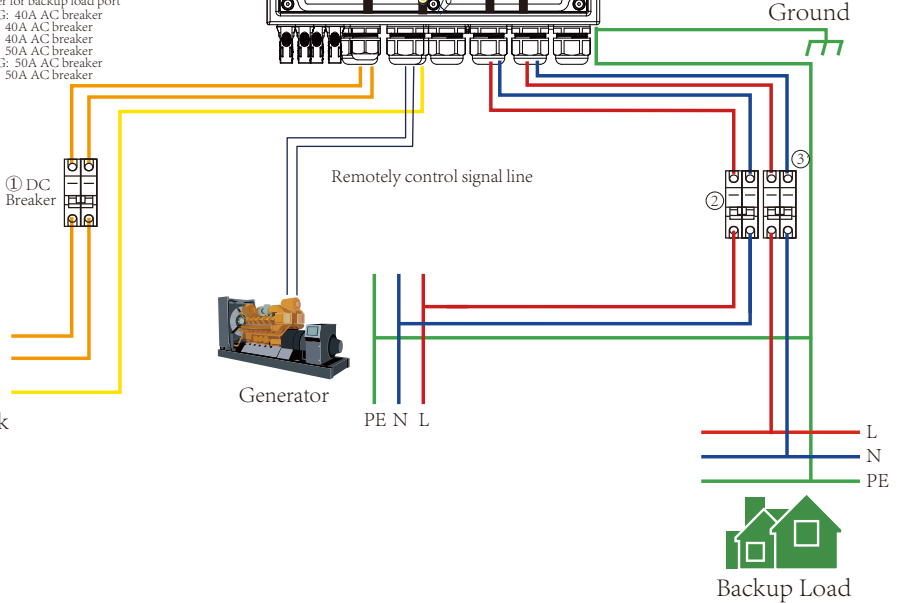 er for backup load port
G: 40A AC breaker
40A AC breaker
40A AC breaker
50A AC breaker
G: 50A AC breaker
50A AC breaker
Ground
① DC
Breaker
Remotely control signal line
②
③
Generator
PE N L
k
L
N
PE
Backup Load